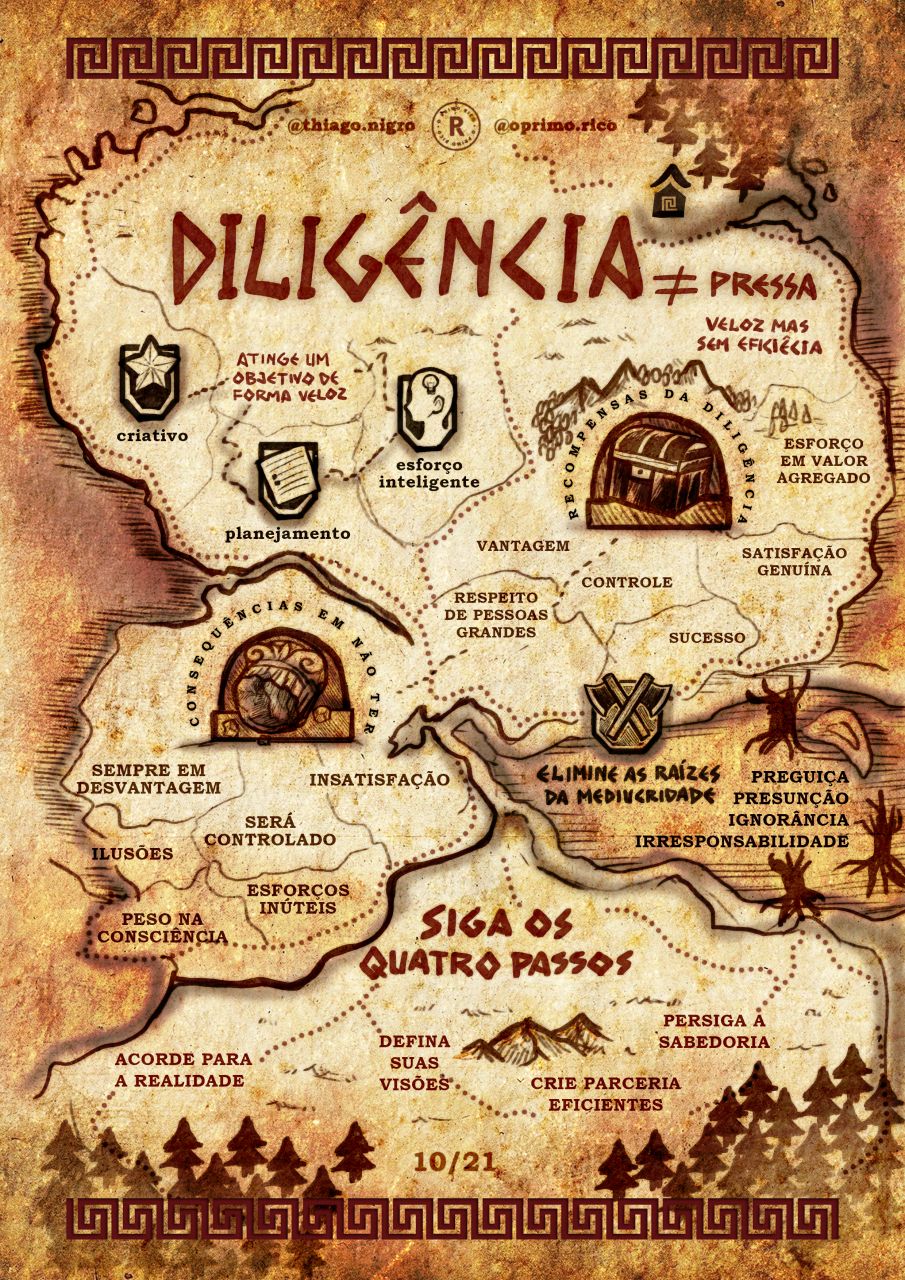 @thiago.nigro R @oprimo.rico
DILIGÊNCIA ≠ PRESSA
VELOZ MAS
SEM EFICIÊCIA
ATINGE UM
OBJETIVO DE
FORMA VELOZ
criativo
planejamento
esforço
inteligente
RECOMPENSAS DA DILIGÊNCIA
ESFORÇO
EM VALOR
AGREGADO
VANTAGEM
CONTROLE
SATISFAÇÃO
GENUÍNA
RESPEITO
DE PESSOAS
GRANDES
SUCESSO
CONSEQUÊNCIAS EM NÃO TER
SEMPRE EM
DESVANTAGEM
INSATISFAÇÃO
SERÁ
CONTROLADO
ILUSÕES
ESFORÇOS
INÚTEIS
PESO NA
CONSCIÊNCIA
ELIMINE AS RAÍZES
DA MEDIUCRIDADE
PREGUIÇA
PRESUNÇÃO
IGNORÂNCIA
IRRESPONSABILIDADE
SIGA OS
QUATRO PASSOS
ACORDE PARA
A REALIDADE
DEFINA
SUAS
VISÕES
CRIE PARCERIA
EFICIENTES
PERSIGA A
SABEDORIA
10/21